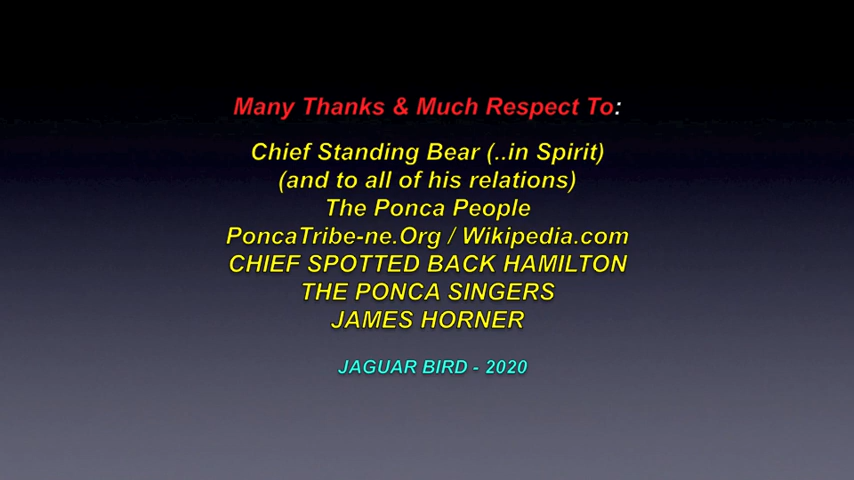 Many Thanks & Much Respect To:
Chief Standing Bear (..in Spirit)
(and to all of his relations)
The Ponca People
PoncaTribe-ne.Org / Wikipedia.com
CHIEF SPOTTED BACK HAMILTON
THE PONCA SINGERS
JAMES HORNER
JAGUAR BIRD - 2020